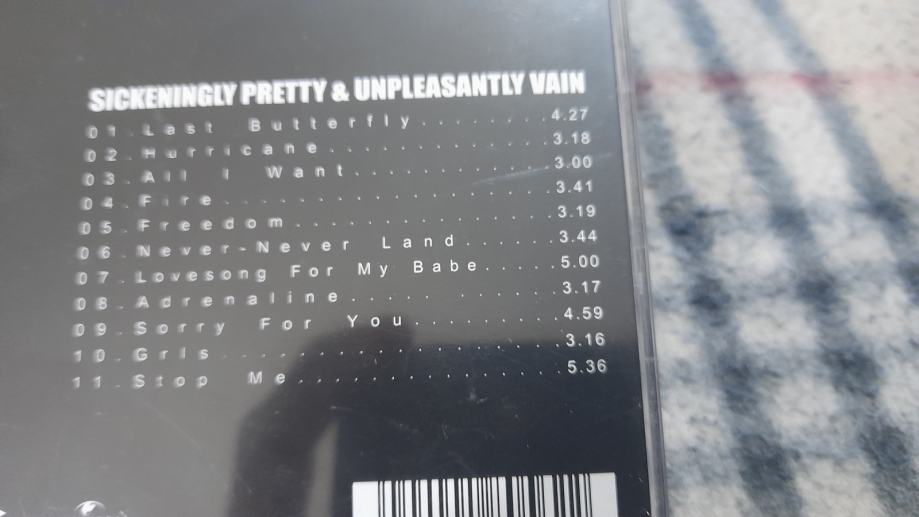 SICKENINGLY PRETTY & UNPLEASANTLY VAIN
01. Last Butterfly........4.27
02. Hurricane.............3.18
03. All I Want............3.00
04. Fire..................3.41
05. Freedom...............3.19
06. Never-Never Land......3.44
07. Lovesong For My Babe.....5.00
08. Adrenaline............3.17
09. Sorry For You.........4.59
10. Grls..................3.16
11. Stop Me...............5.36